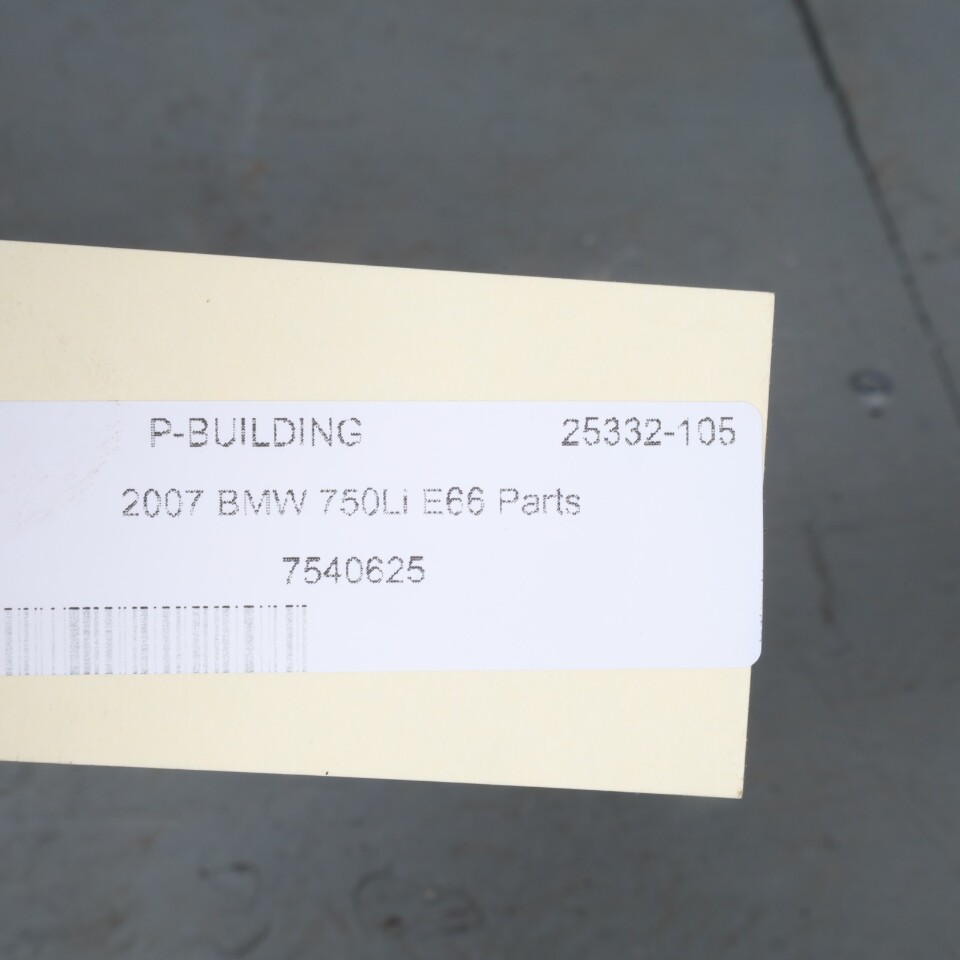 P-BUILDING 25332-105
2007 BMW 750Li E66 Parts
7540625